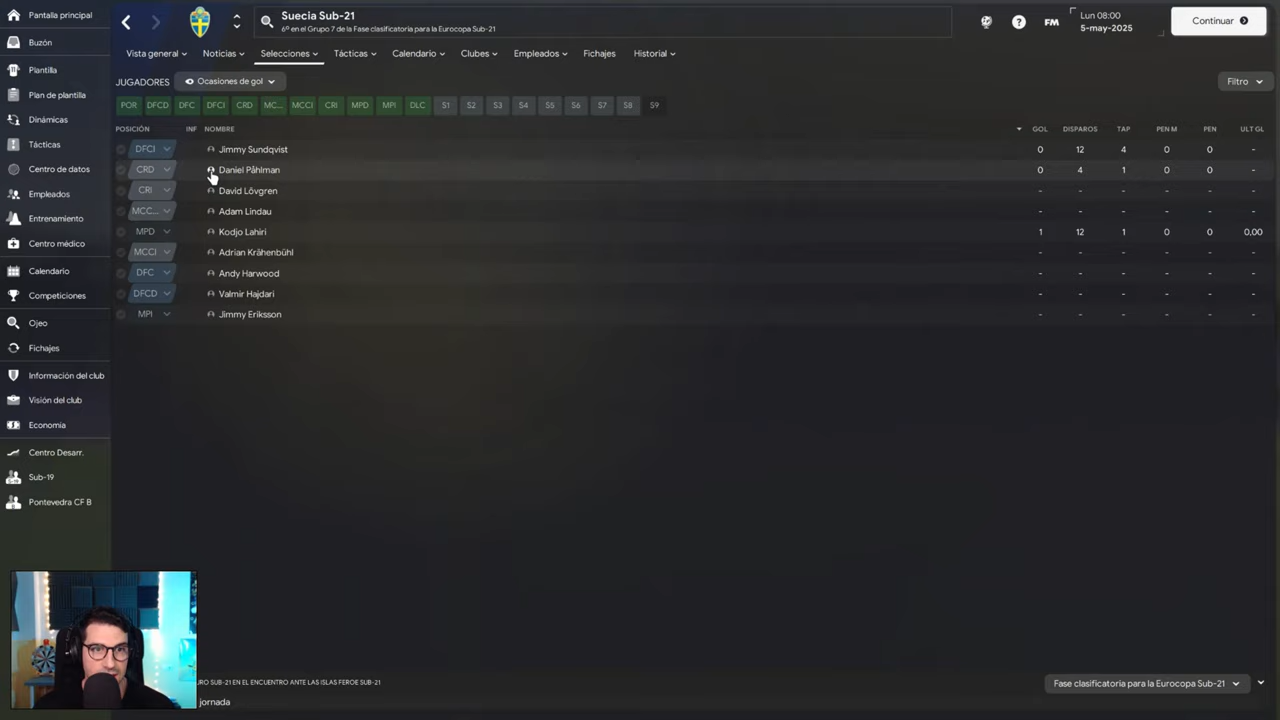 Pantalla principal
Buzón
Plantilla
Plan de plantilla
Dinámicas
Tácticas
Centro de datos
Empleados
Entrenamiento
Centro médico
Calendario
Competiciones
Ojeo
Fichajes
Información del club
Visión del club
Economía
Centro Desarr.
Sub-19
Pontevedra CF B
Suecia Sub-21
6º en el Grupo 7 de la Fase clasificatoria para la Eurocopa Sub-21
FM
Lun 08:00
5-may-2025
Continuar
Vista general Noticias Selecciones Tácticas Calendario Clubes Empleados Fichajes Historial
JUGADORES Ocasiones de gol Filtro
POR DFCD DFC DFCI CRD MC... MCCI CRI MPD MPI DLC S1 S2 S3 S4 S5 S6 S7 S8 S9
POSICIÓN INF NOMBRE GOL DISPAROS TAP PEN M PEN ULT GL
DFCI Jimmy Sundqvist 0 12 4 0 0 -
CRD Daniel Påhlman 0 4 1 0 0 -
CRI David Lövgren - - - - - -
MCC... Adam Lindau - - - - - -
MPD Kodjo Lahiri 1 12 1 0 0 0,00
MCCI Adrian Krähenbühl - - - - - -
DFC Andy Harwood - - - - - -
DFCD Valmir Hajdari - - - - - -
MPI Jimmy Eriksson - - - - - -
URO SUB-21 EN EL ENCUENTRO ANTE LAS ISLAS FEROE SUB-21
jornada
Fase clasificatoria para la Eurocopa Sub-21